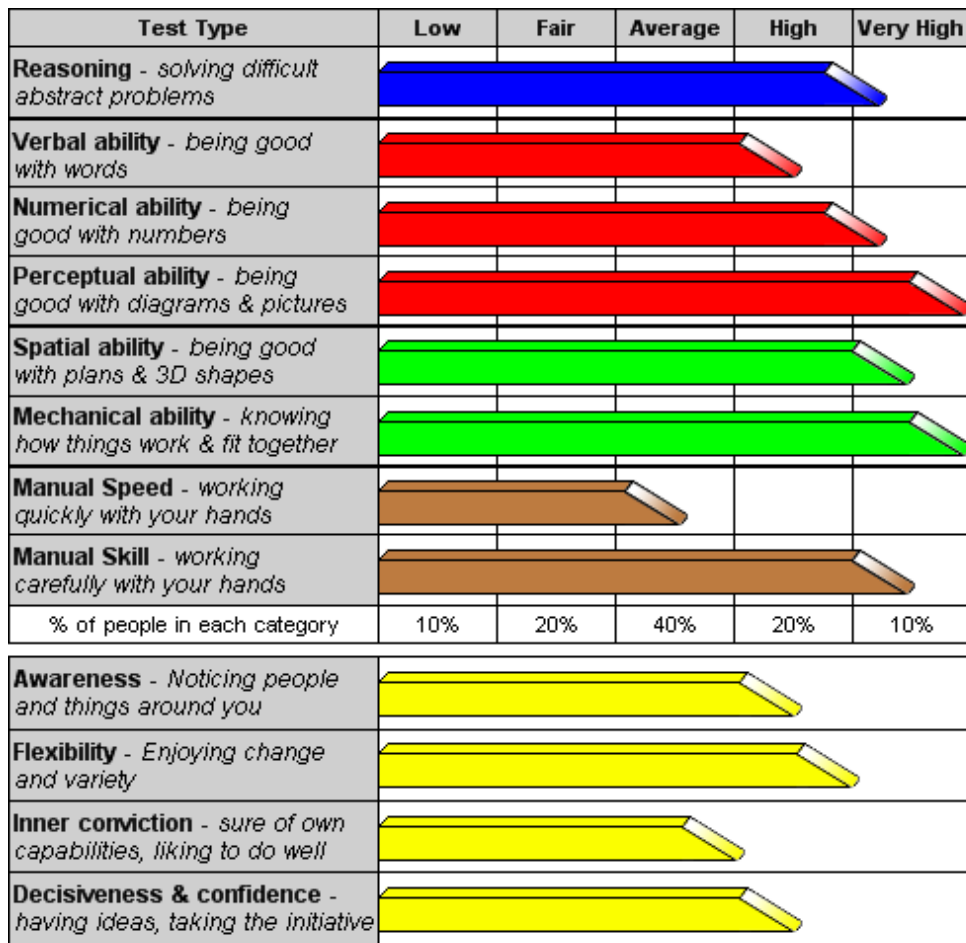 Test Type Low Fair Average High Very High
Reasoning - solving difficult
abstract problems
Verbal ability - being good
with words
Numerical ability - being
good with numbers
Perceptual ability - being
good with diagrams & pictures
Spatial ability - being good
with plans & 3D shapes
Mechanical ability - knowing
how things work & fit together
Manual Speed - working
quickly with your hands
Manual Skill - working
carefully with your hands
% of people in each category 10% 20% 40% 20% 10%
Awareness - Noticing people
and things around you
Flexibility - Enjoying change
and variety
Inner conviction - sure of own
capabilities, liking to do well
Decisiveness & confidence -
having ideas, taking the initiative